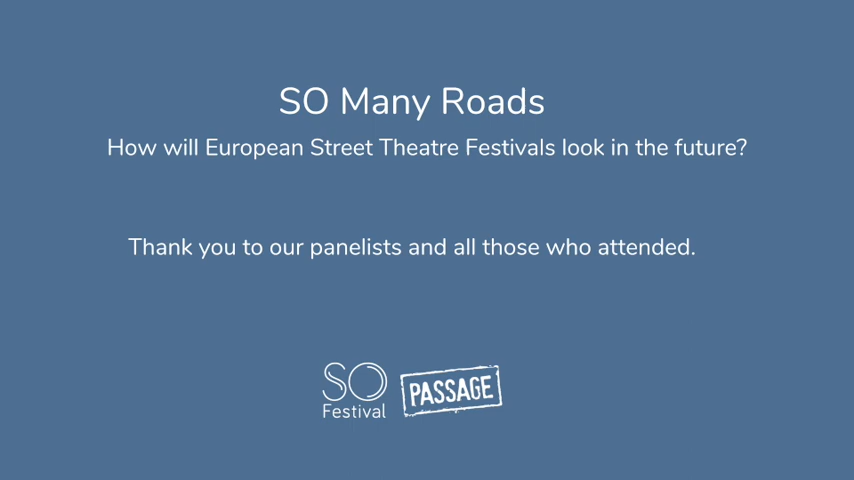 SO Many Roads
How will European Street Theatre Festivals look in the future?
Thank you to our panelists and all those who attended.
SO
Festival
PASSAGE